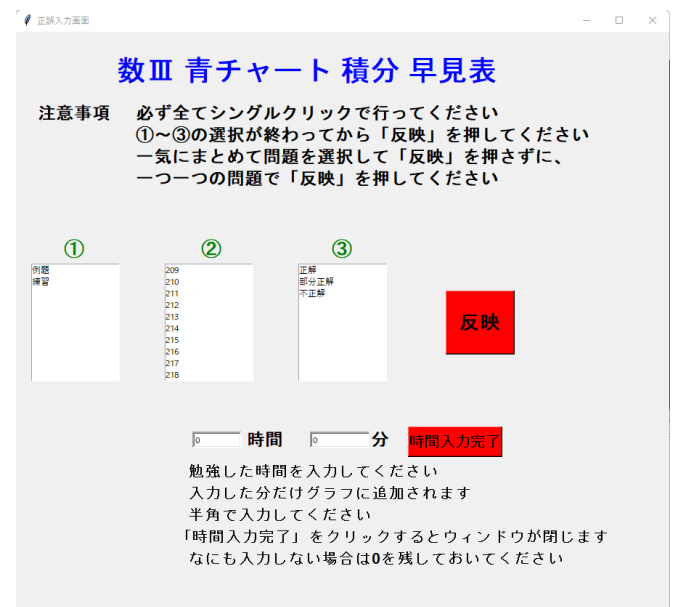 正誤入力画面
数Ⅲ 青チャート 積分 早見表
注意事項 必ず全てシングルクリックで行ってください
①～③の選択が終わってから「反映」を押してください
一気にまとめて問題を選択して「反映」を押さずに、
一つ一つの問題で「反映」を押してください
① ② ③
例題
練習
209
210
211
212
213
214
215
216
217
218
正解
部分正解
不正解
反映
0 時間 0 分 時間入力完了
勉強した時間を入力してください
入力した分だけグラフに追加されます
半角で入力してください
「時間入力完了」をクリックするとウィンドウが閉じます
なにも入力しない場合は0を残しておいてください